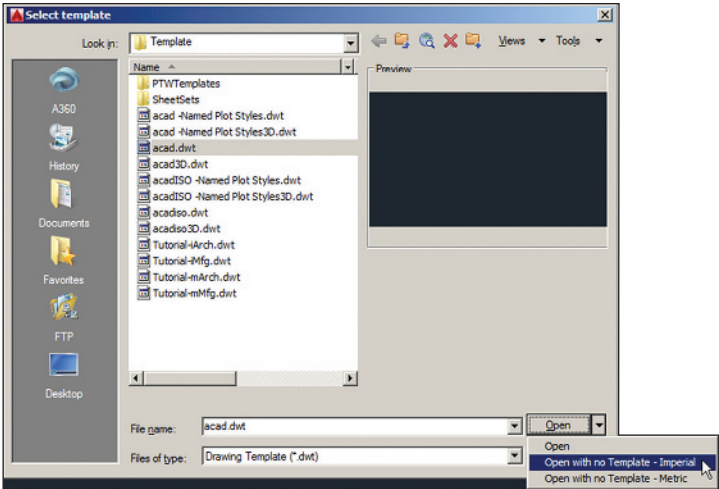 Select template
Look in: Template Views Tools
Name
Preview
PTWTemplates
SheetSets
acad -Named Plot Styles.dwt
acad -Named Plot Styles3D.dwt
acad.dwt
acad3D.dwt
acadISO -Named Plot Styles.dwt
acadISO -Named Plot Styles3D.dwt
acadiso.dwt
acadiso3D.dwt
Tutorial-iArch.dwt
Tutorial-iMfg.dwt
Tutorial-mArch.dwt
Tutorial-mMfg.dwt
A360
History
Documents
Favorites
FTP
Desktop
File name: acad.dwt Open
Files of type: Drawing Template (*.dwt)
Open
Open with no Template - Imperial
Open with no Template - Metric